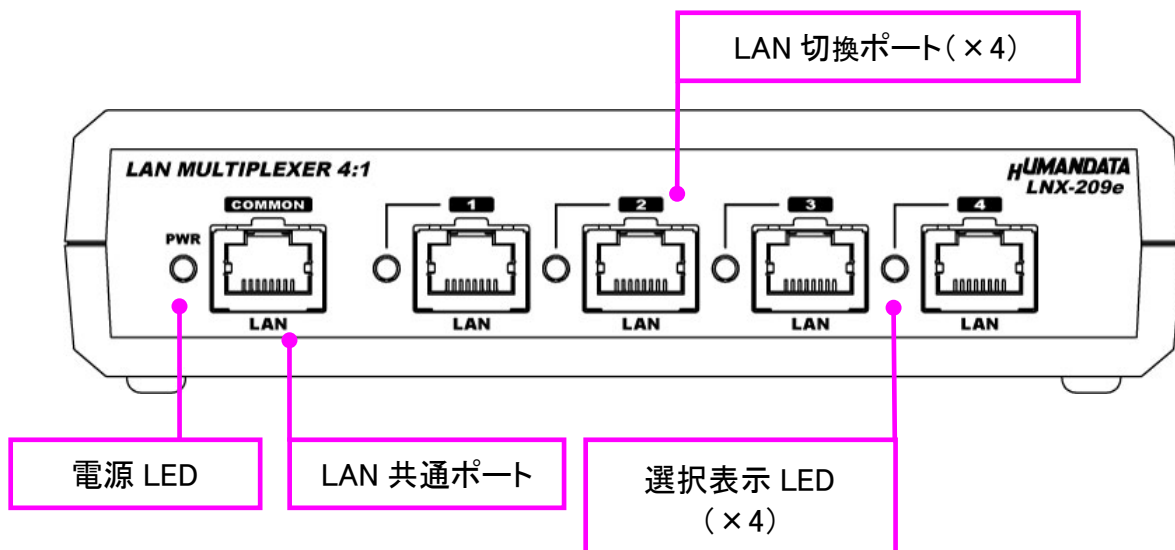 LAN 切換ポート(×4)
LAN MULTIPLEXER 4:1
HUMANDATA
LNX-209e
COMMON
1
2
3
4
PWR
LAN
LAN
LAN
LAN
LAN
電源 LED
LAN 共通ポート
選択表示 LED
(×4)